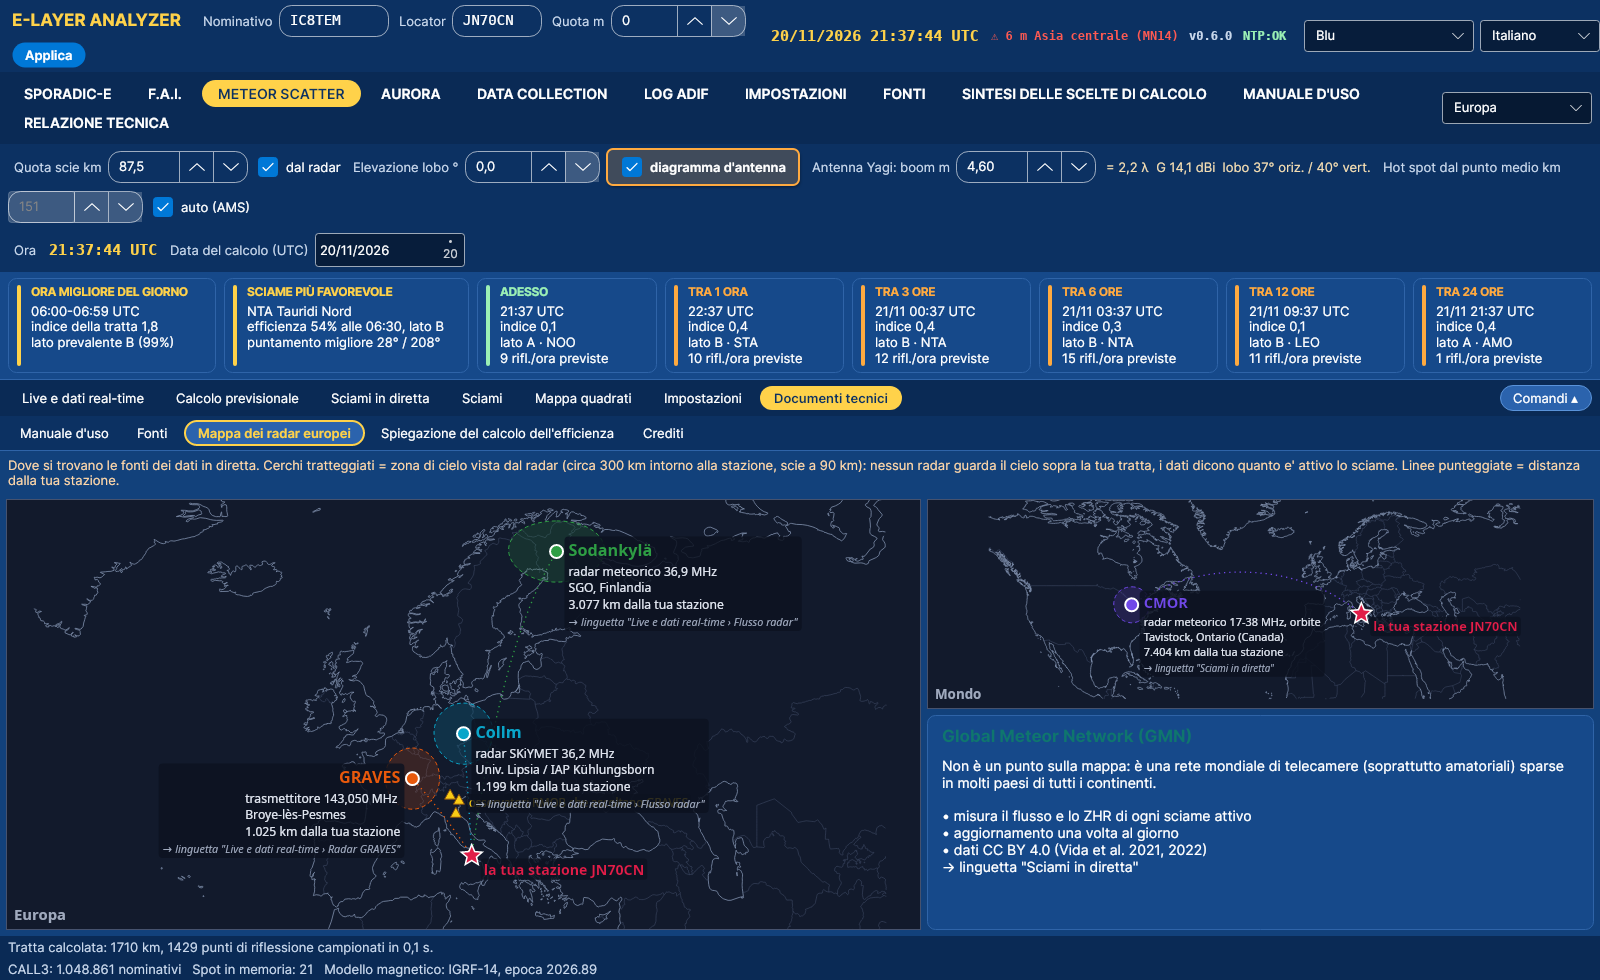 E-LAYER ANALYZER Nominativo IC8TEM Locator JN70CN Quota m 0
20/11/2026 21:37:44 UTC ⚠ 6 m Asia centrale (MN14) v0.6.0 NTP:OK Blu Italiano
Applica
SPORADIC-E F.A.I. METEOR SCATTER AURORA DATA COLLECTION LOG ADIF IMPOSTAZIONI FONTI SINTESI DELLE SCELTE DI CALCOLO MANUALE D'USO
RELAZIONE TECNICA
Europa
Quota scie km 87,5 dal radar Elevazione lobo ° 0,0 diagramma d'antenna Antenna Yagi: boom m 4,60 = 2,2 λ G 14,1 dBi lobo 37° oriz. / 40° vert. Hot spot dal punto medio km
151 auto (AMS)
Ora 21:37:44 UTC Data del calcolo (UTC) 20/11/2026 20
ORA MIGLIORE DEL GIORNO
06:00-06:59 UTC
indice della tratta 1,8
lato prevalente B (99%)
SCIAME PIÙ FAVOREVOLE
NTA Tauridi Nord
efficienza 54% alle 06:30, lato B
puntamento migliore 28° / 208°
ADESSO
21:37 UTC
indice 0,1
lato A · NOO
9 rifl./ora previste
TRA 1 ORA
22:37 UTC
indice 0,4
lato B · STA
10 rifl./ora previste
TRA 3 ORE
21/11 00:37 UTC
indice 0,4
lato B · NTA
12 rifl./ora previste
TRA 6 ORE
21/11 03:37 UTC
indice 0,3
lato B · NTA
15 rifl./ora previste
TRA 12 ORE
21/11 09:37 UTC
indice 0,1
lato B · LEO
11 rifl./ora previste
TRA 24 ORE
21/11 21:37 UTC
indice 0,4
lato A · AMO
1 rifl./ora previste
Live e dati real-time Calcolo previsionale Sciami in diretta Sciami Mappa quadrati Impostazioni Documenti tecnici Comandi ▴
Manuale d'uso Fonti Mappa dei radar europei Spiegazione del calcolo dell'efficienza Crediti
Dove si trovano le fonti dei dati in diretta. Cerchi tratteggiati = zona di cielo vista dal radar (circa 300 km intorno alla stazione, scie a 90 km): nessun radar guarda il cielo sopra la tua tratta, i dati dicono quanto e' attivo lo sciame. Linee punteggiate = distanza
dalla tua stazione.
Sodankylä
radar meteorico 36,9 MHz
SGO, Finlandia
3.077 km dalla tua stazione
→ linguetta "Live e dati real-time › Flusso radar"
Collm
radar SKiYMET 36,2 MHz
Univ. Lipsia / IAP Kühlungsborn
1.199 km dalla tua stazione
→ linguetta "Live e dati real-time › Flusso radar"
GRAVES
trasmettitore 143,050 MHz
Broye-lès-Pesmes
1.025 km dalla tua stazione
→ linguetta "Live e dati real-time › Radar GRAVES"
la tua stazione JN70CN
Europa
CMOR
radar meteorico 17-38 MHz, orbite
Tavistock, Ontario (Canada)
7.404 km dalla tua stazione
→ linguetta "Sciami in diretta"
la tua stazione JN70CN
Mondo
Global Meteor Network (GMN)
Non è un punto sulla mappa: è una rete mondiale di telecamere (soprattutto amatoriali) sparse
in molti paesi di tutti i continenti.
• misura il flusso e lo ZHR di ogni sciame attivo
• aggiornamento una volta al giorno
• dati CC BY 4.0 (Vida et al. 2021, 2022)
→ linguetta "Sciami in diretta"
Tratta calcolata: 1710 km, 1429 punti di riflessione campionati in 0,1 s.
CALL3: 1.048.861 nominativi Spot in memoria: 21 Modello magnetico: IGRF-14, epoca 2026.89